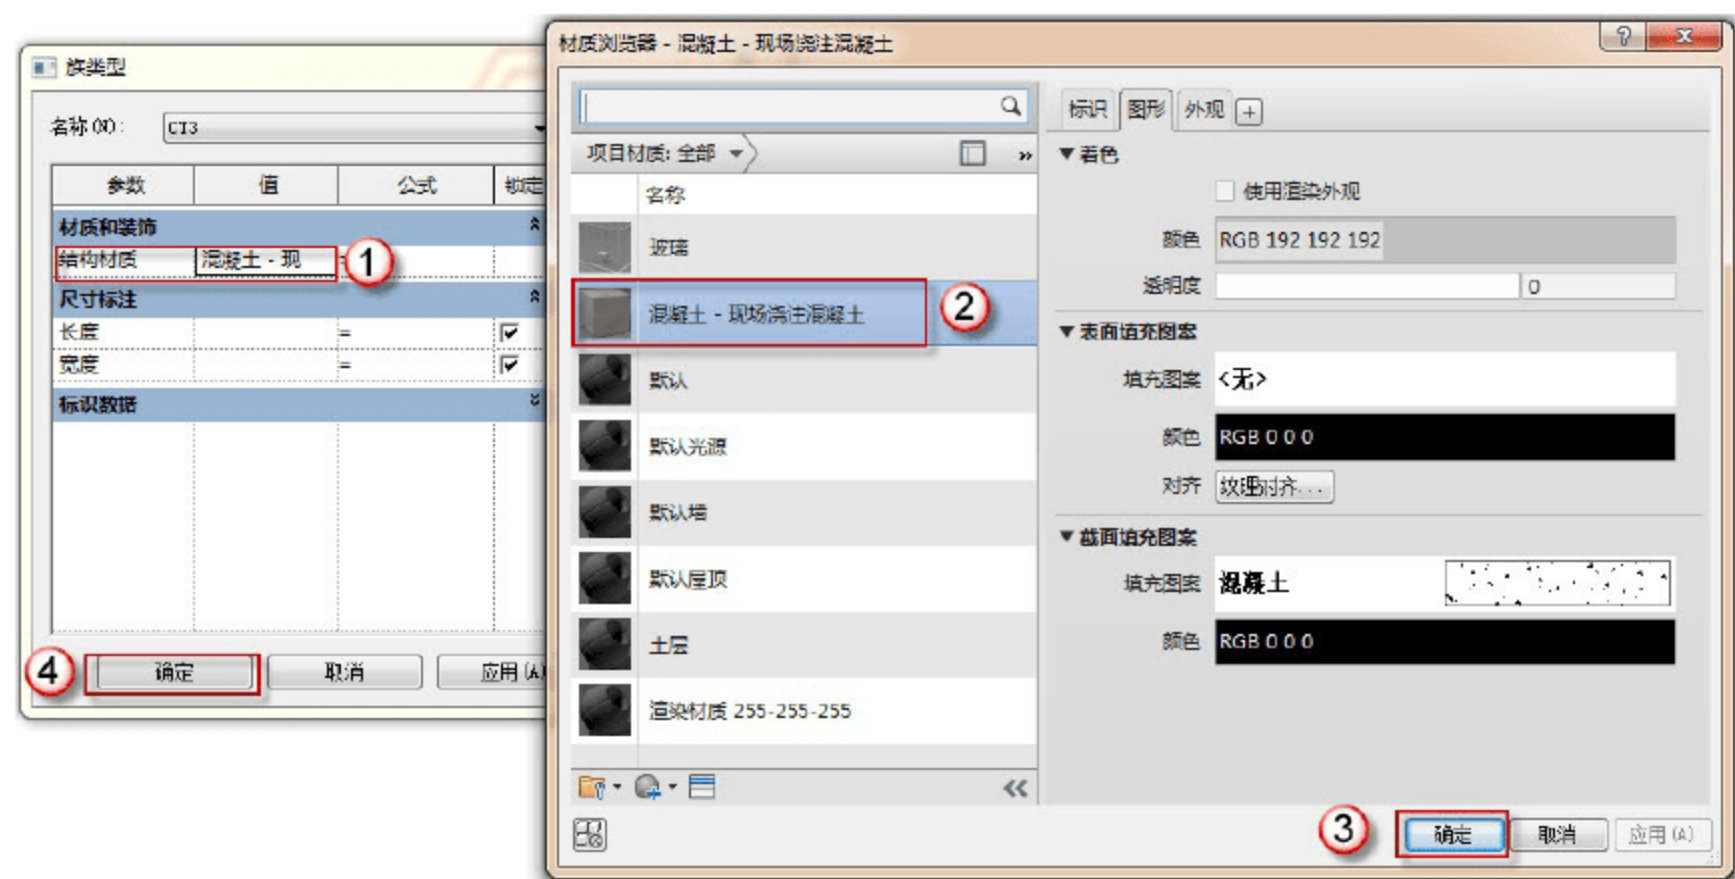 族类型
名称(N):
CT3
参数 值 公式 锁定
材质和装饰
结构材质 混凝土 - 现 = ①
尺寸标注
长度 =
宽度 =
标识数据
④ 确定 取消 应用(A)
材质浏览器 - 混凝土 - 现场浇注混凝土
?
项目材质: 全部
»
名称
玻璃
混凝土 - 现场浇注混凝土 ②
默认
默认光源
默认墙
默认屋顶
土层
渲染材质 255-255-255
标识 图形 外观 +
着色
使用渲染外观
颜色 RGB 192 192 192
透明度 0
表面填充图案
填充图案 <无>
颜色 RGB 0 0 0
对齐 纹理对齐...
截面填充图案
填充图案 混凝土
颜色 RGB 0 0 0
③ 确定 取消 应用(A)